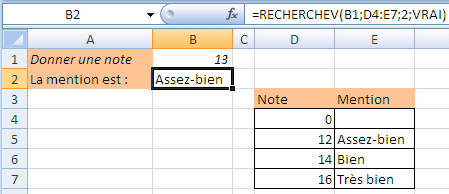 B2 fx =RECHERCHEV(B1;D4:E7;2;VRAI)
A B C D E
1 Donner une note 13
2 La mention est : Assez-bien
3 Note Mention
4 0
5 12 Assez-bien
6 14 Bien
7 16 Très bien